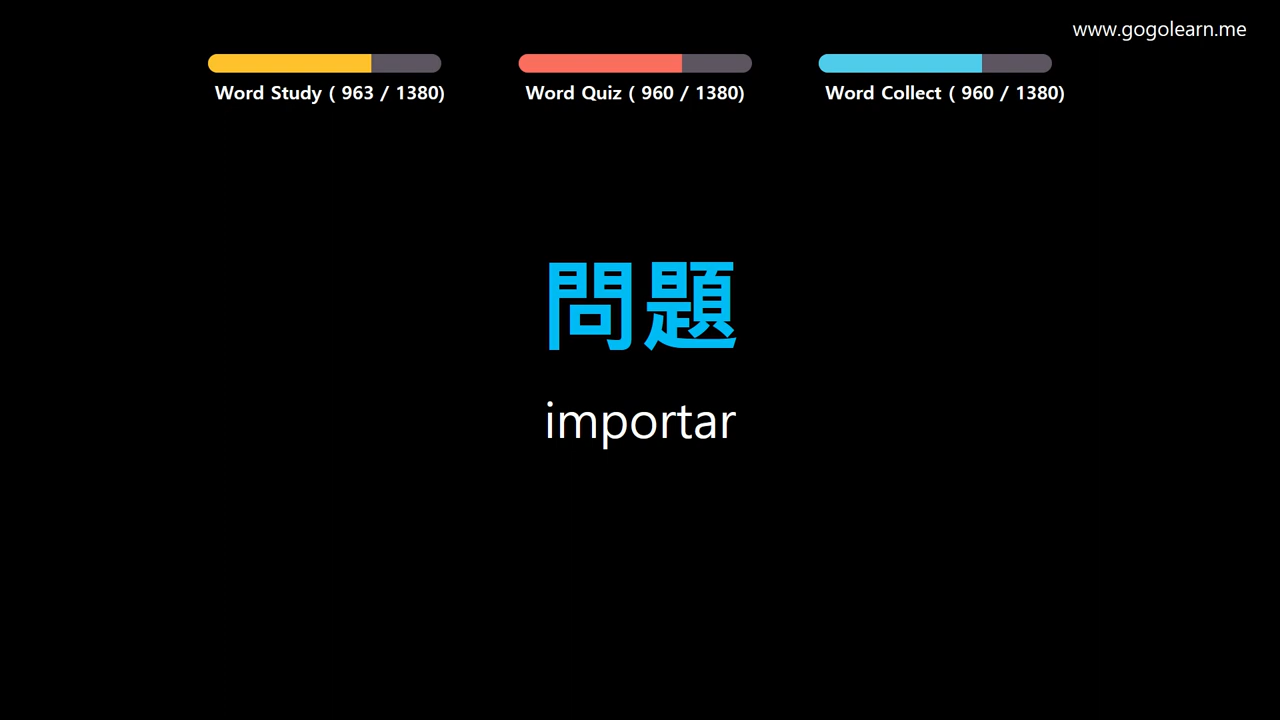 www.gogolearn.me
Word Study ( 963 / 1380)
Word Quiz ( 960 / 1380)
Word Collect ( 960 / 1380)
問題
importar